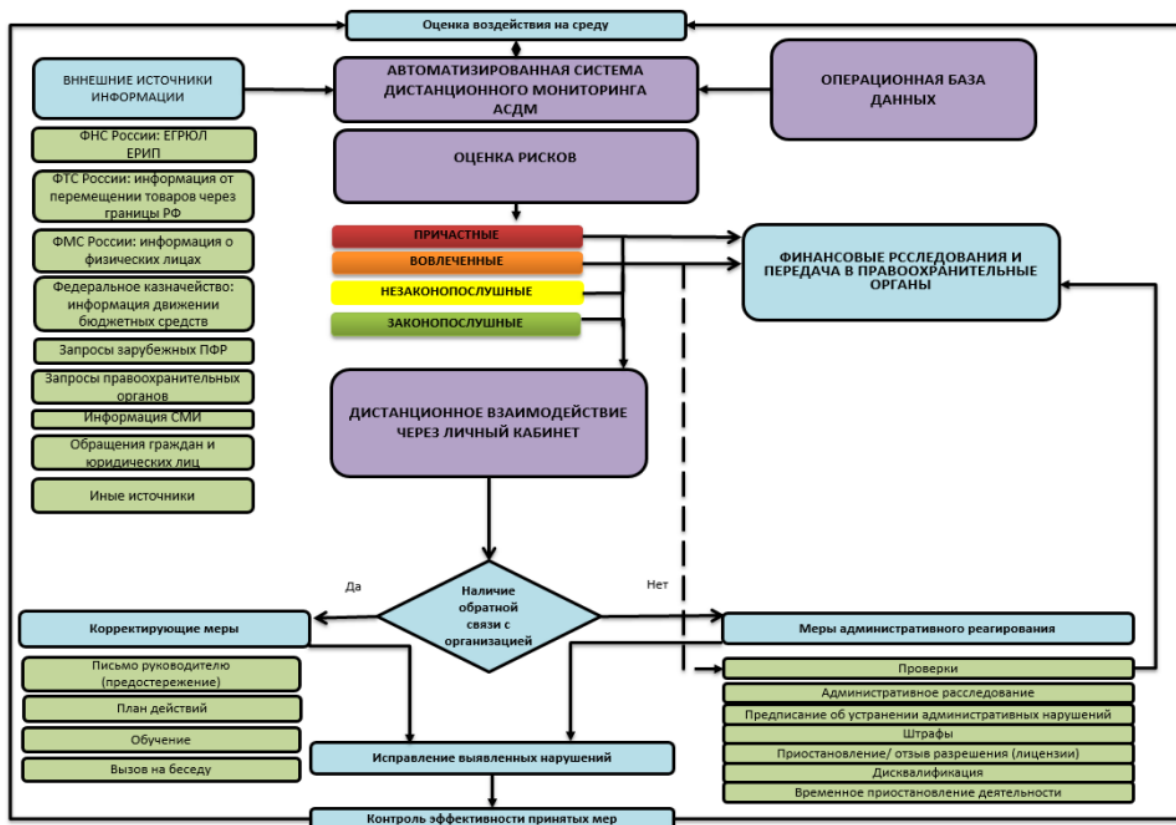 Оценка воздействия на среду
ВННЕШНИЕ ИСТОЧНИКИ
ИНФОРМАЦИИ
АВТОМАТИЗИРОВАННАЯ СИСТЕМА
ДИСТАНЦИОННОГО МОНИТОРИНГА
АСДМ
ОПЕРАЦИОННАЯ БАЗА
ДАННЫХ
ФНС России: ЕГРЮЛ
ЕРИП
ФТС России: информация от
перемещении товаров через
границы РФ
ФМС России: информация о
физических лицах
Федеральное казначейство:
информация движении
бюджетных средств
Запросы зарубежных ПФР
Запросы правоохранительных
органов
Информация СМИ
Обращения граждан и
юридических лиц
Иные источники
ОЦЕНКА РИСКОВ
ПРИЧАСТНЫЕ
ВОВЛЕЧЕННЫЕ
НЕЗАКОНОПОСЛУШНЫЕ
ЗАКОНОПОСЛУШНЫЕ
ФИНАНСОВЫЕ РССЛЕДОВАНИЯ И
ПЕРЕДАЧА В ПРАВООХРАНИТЕЛЬНЫЕ
ОРГАНЫ
ДИСТАНЦИОННОЕ ВЗАИМОДЕЙСТВИЕ
ЧЕРЕЗ ЛИЧНЫЙ КАБИНЕТ
Да
Наличие
обратной
связи с
организацией
Нет
Корректирующие меры
Письмо руководителю
(предостережение)
План действий
Обучение
Вызов на беседу
Меры административного реагирования
Проверки
Административное расследование
Предписание об устранении административных нарушений
Штрафы
Приостановление/ отзыв разрешения (лицензии)
Дисквалификация
Временное приостановление деятельности
Исправление выявленных нарушений
Контроль эффективности принятых мер